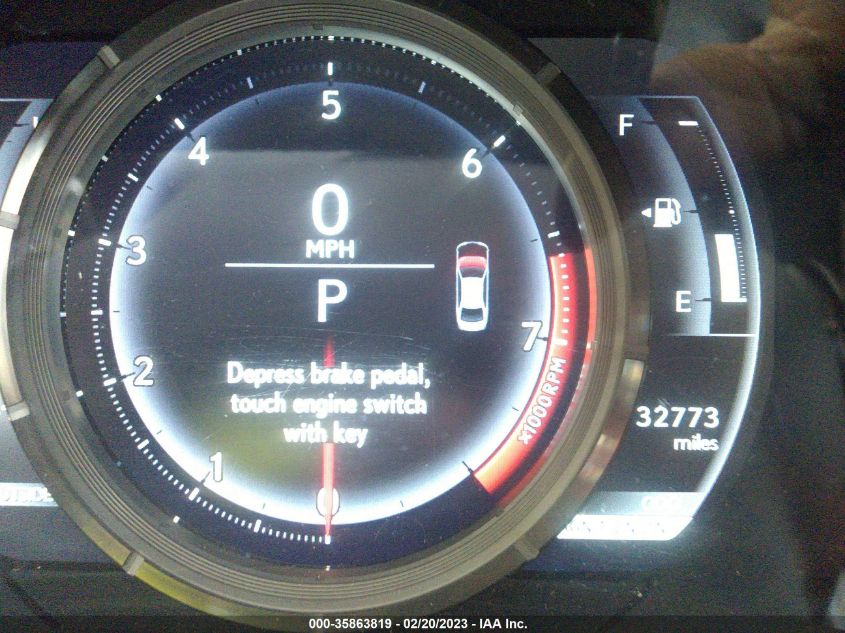 5
4
6
3
2
7
1
0
0
MPH
P
Depress brake pedal,
touch engine switch
with key
x1000RPM
F
E
32773
miles
000-35863819 - 02/20/2023 - IAA Inc.